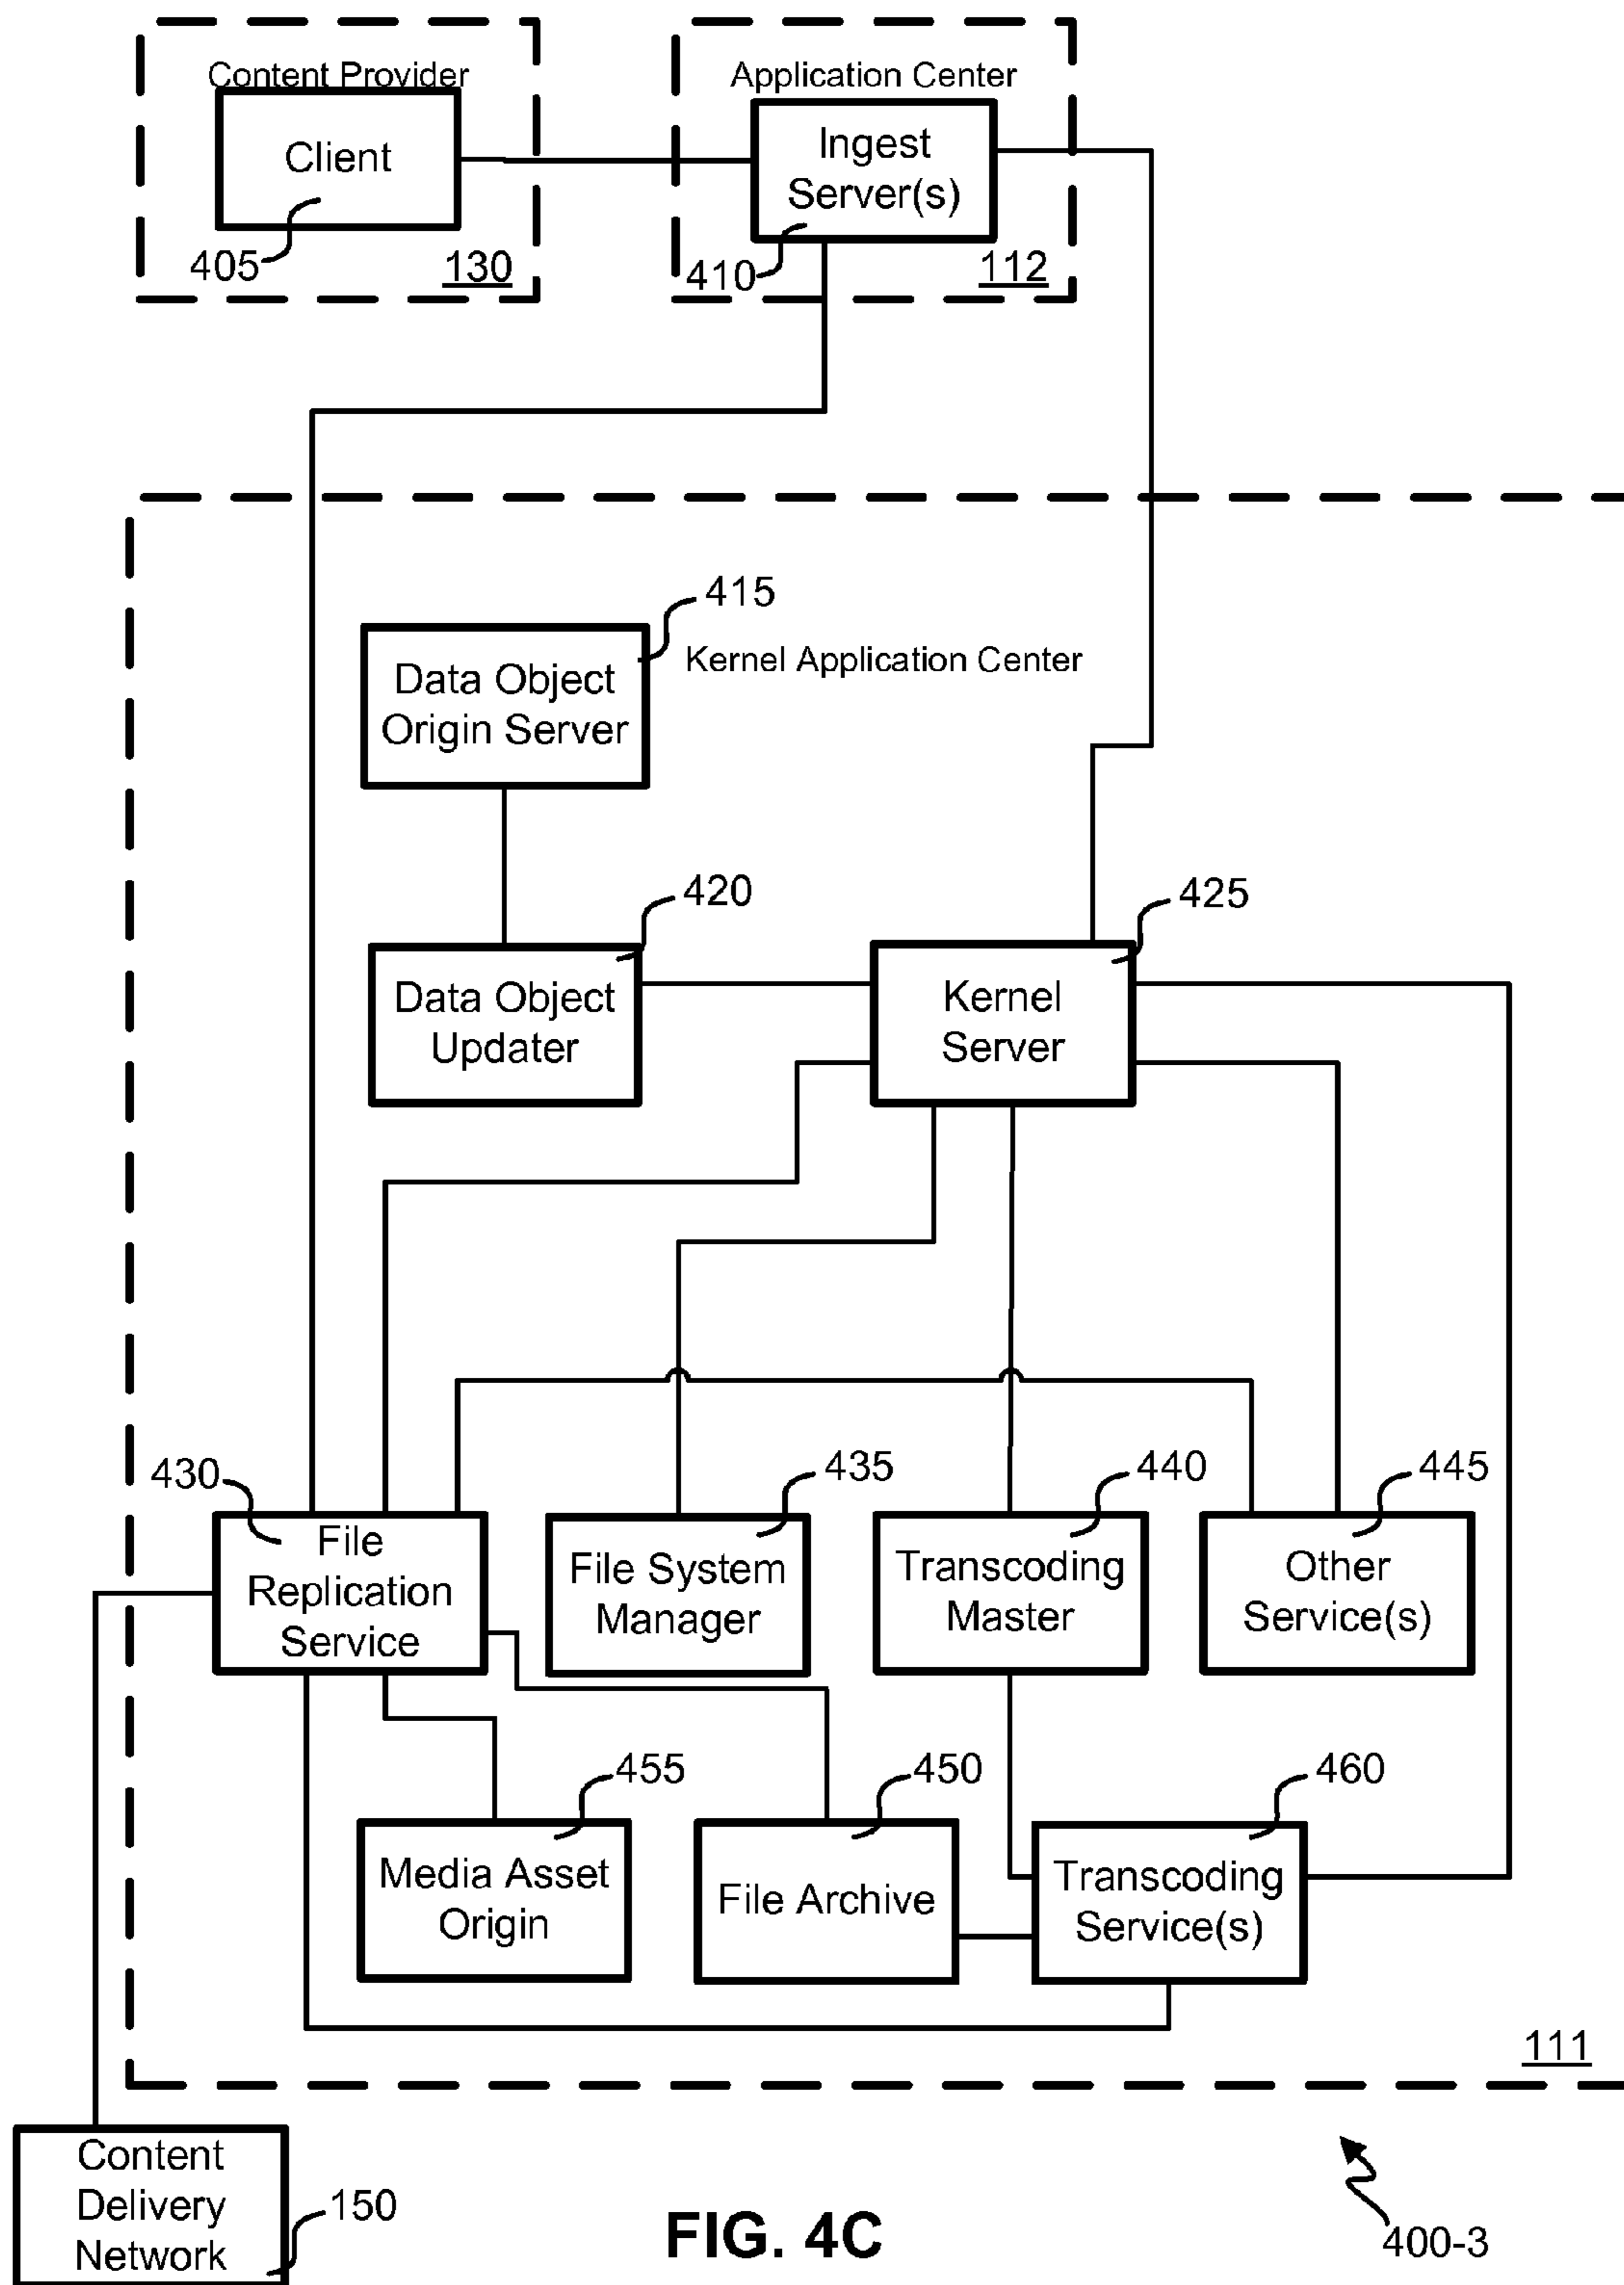 Content Provider
Client
405
130
Application Center
Ingest
Server(s)
410
112
415
Data Object
Origin Server
Kernel Application Center
420
Data Object
Updater
425
Kernel
Server
430
File
Replication
Service
435
File System
Manager
440
Transcoding
Master
445
Other
Service(s)
455
Media Asset
Origin
450
File Archive
460
Transcoding
Service(s)
111
Content
Delivery
Network
150
FIG. 4C
400-3